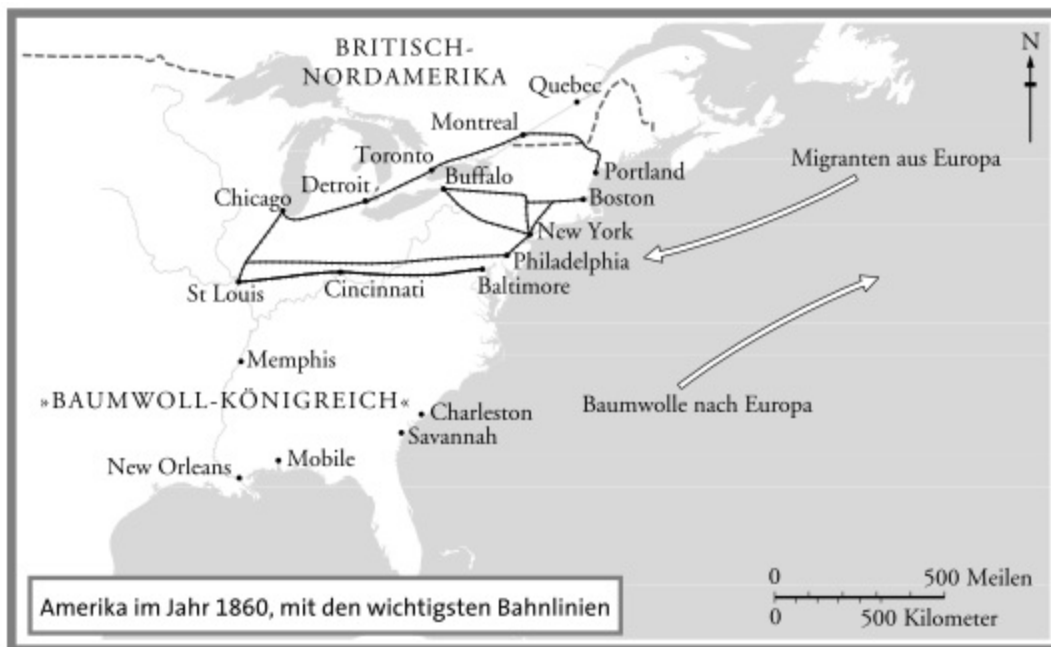 BRITISCH-
NORDAMERIKA
N
Quebec
Montreal
Toronto
Portland
Migranten aus Europa
Detroit
Buffalo
Chicago
Boston
New York
Philadelphia
St Louis
Cincinnati
Baltimore
Memphis
»BAUMWOLL-KÖNIGREICH«
Baumwolle nach Europa
Charleston
Savannah
New Orleans
Mobile
0 500 Meilen
0 500 Kilometer
Amerika im Jahr 1860, mit den wichtigsten Bahnlinien